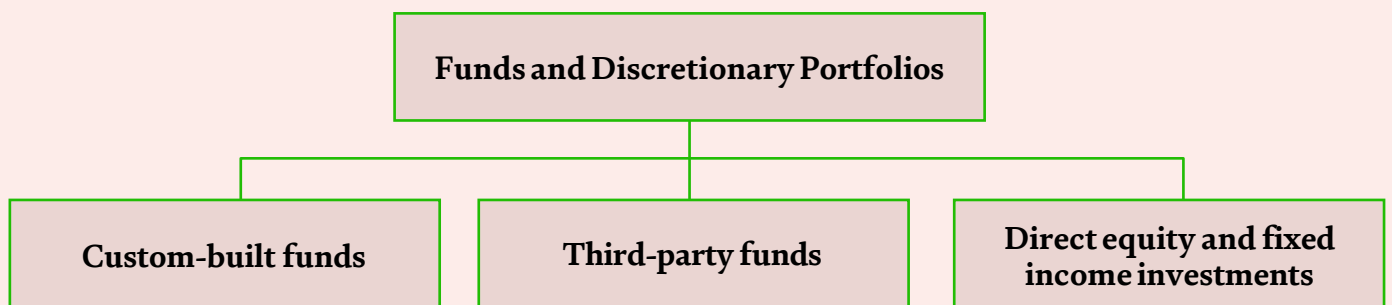 Funds and Discretionary Portfolios
Custom-built funds
Third-party funds
Direct equity and fixed
income investments